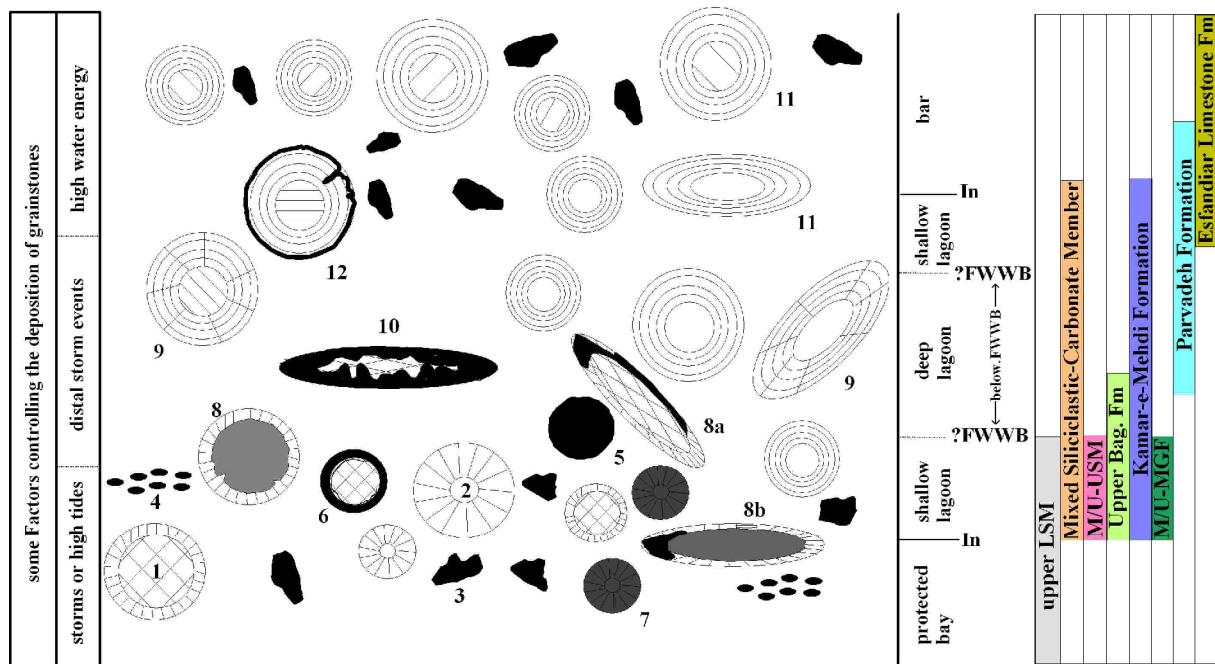 some Factors controlling the deposition of grainstones
high water energy
distal storm events
storms or high tides
11
11
12
9
10
9
8
8a
5
4
6
2
8b
1
3
7
bar
In
shallow
lagoon
?FWWB
deep
lagoon
below.FWWB
?FWWB
shallow
lagoon
In
protected
bay
upper LSM
Mixed Siliciclastic-Carbonate Member
M/U-USM
Upper Bag. Fm
Kamar-e-Mehdi Formation
M/U-MGF
Parvadeh Formation
Esfandiar Limestone Fm